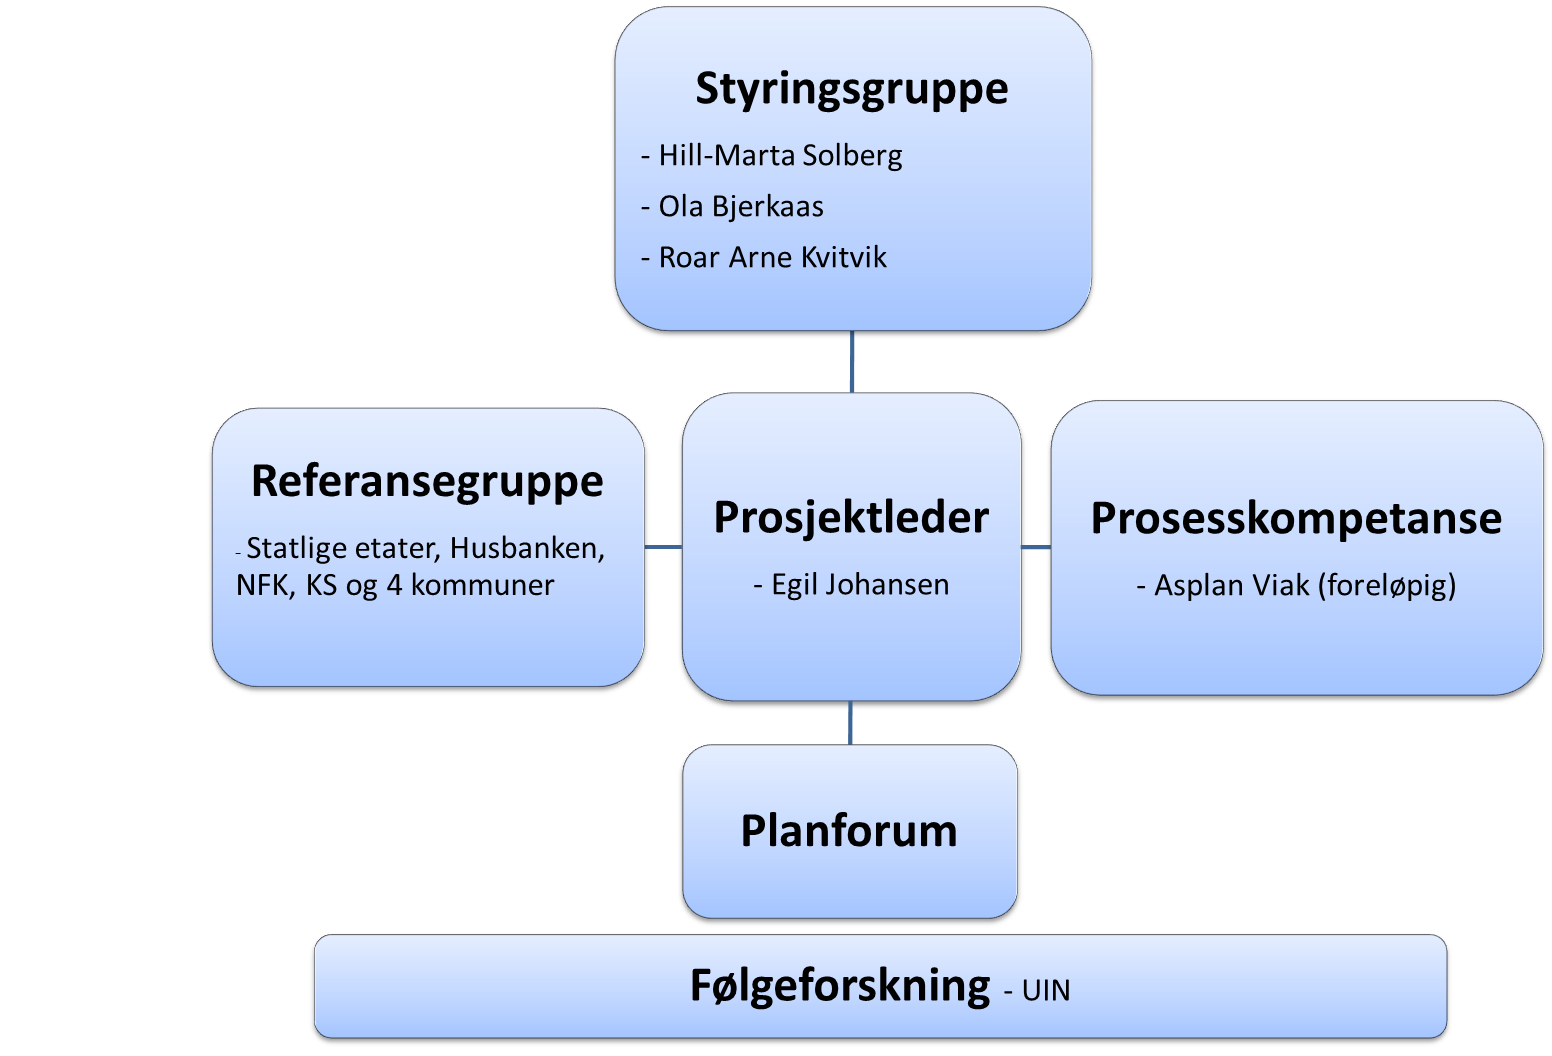 Styringsgruppe
- Hill-Marta Solberg
- Ola Bjerkaas
- Roar Arne Kvitvik
Referansegruppe
- Statlige etater, Husbanken,
NFK, KS og 4 kommuner
Prosjektleder
- Egil Johansen
Prosesskompetanse
- Asplan Viak (foreløpig)
Planforum
Følgeforskning - UIN